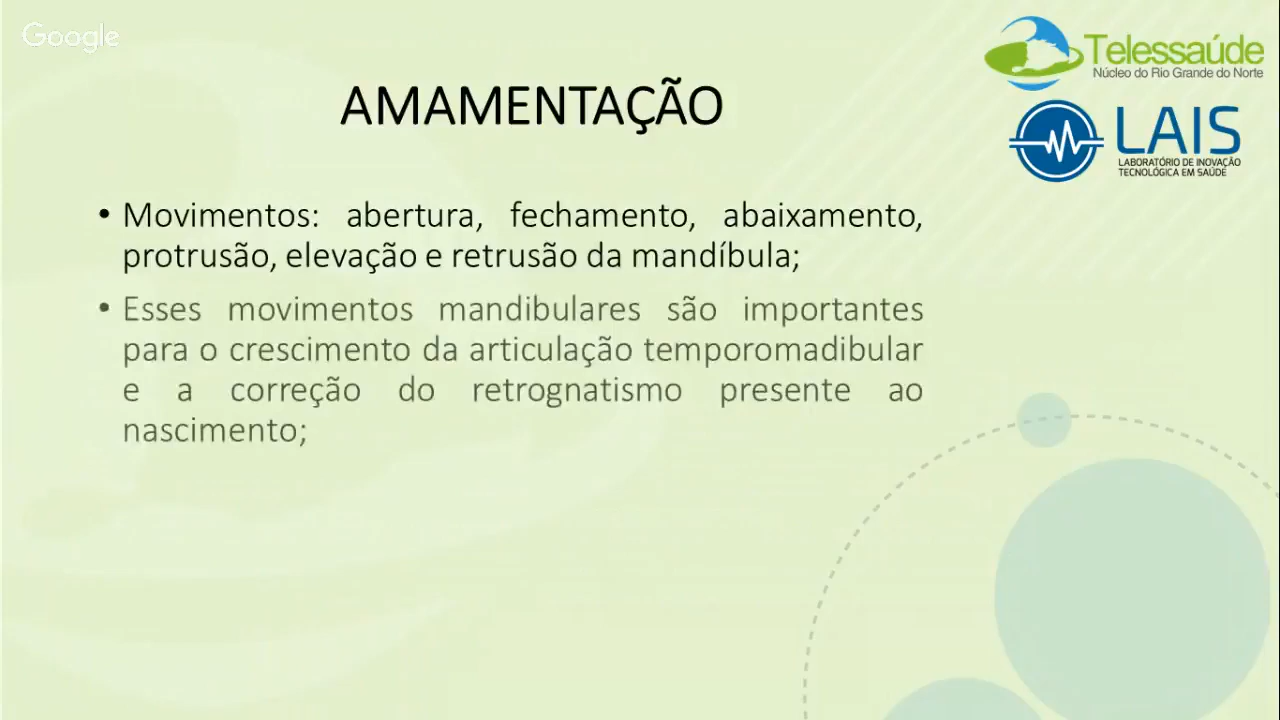 Google
Telessaúde
Núcleo do Rio Grande do Norte
LAIS
LABORATÓRIO DE INOVAÇÃO
TECNOLÓGICA EM SAÚDE
AMAMENTAÇÃO
• Movimentos: abertura, fechamento, abaixamento,
protrusão, elevação e retrusão da mandíbula;
• Esses movimentos mandibulares são importantes
para o crescimento da articulação temporomadibular
e a correção do retrognatismo presente ao
nascimento;